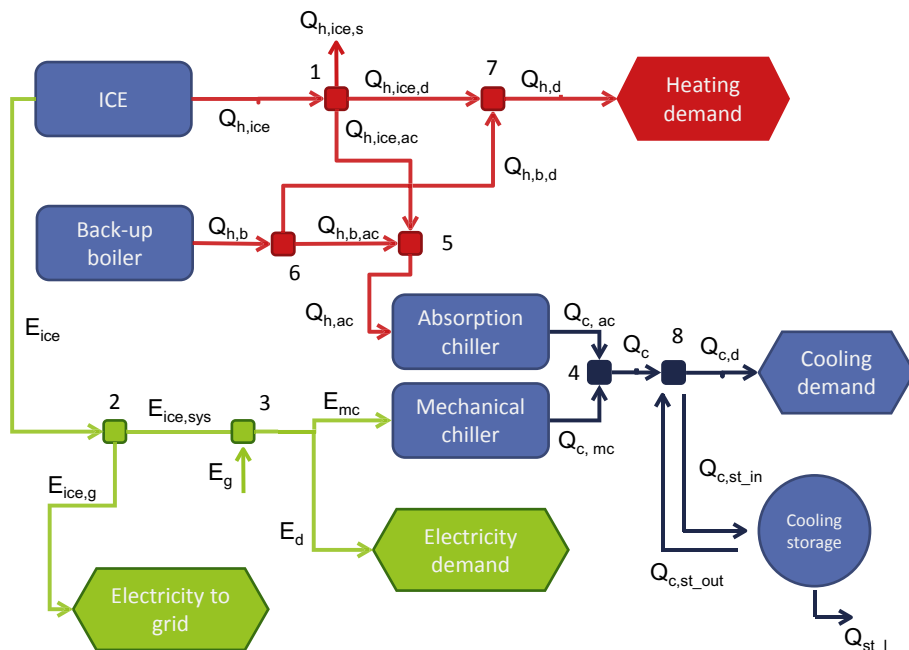 Q_h,ice,s
1
7
ICE
Q_h,ice
Q_h,ice,d
Q_h,d
Heating
demand
Q_h,ice,ac
Q_h,b,d
Back-up
boiler
Q_h,b
Q_h,b,ac
5
6
Q_h,ac
E_ice
Absorption
chiller
Q_c, ac
4
Q_c
8
Q_c,d
Cooling
demand
2
E_ice,sys
3
E_mc
Mechanical
chiller
Q_c, mc
E_g
E_ice,g
Q_c,st_in
E_d
Electricity
demand
Cooling
storage
Q_c,st_out
Electricity to
grid
Q_st_l